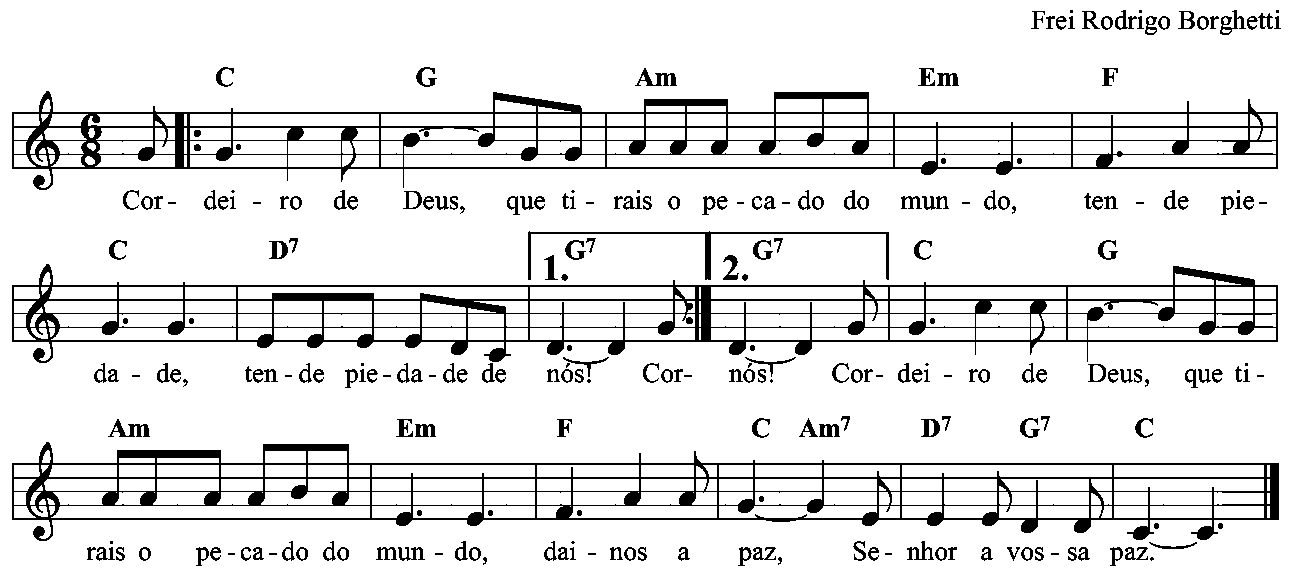 Frei Rodrigo Borghetti
C G Am Em F
6
8
Cor- dei - ro de Deus, que ti - rais o pe - ca - do do mun - do, ten - de pie-
C D7 1. G7 2. G7 C G
da - de, ten - de pie - da - de de nós! Cor- nós! Cor - dei - ro de Deus, que ti -
Am Em F C Am7 D7 G7 C
rais o pe - ca - do do mun - do, dai - nos a paz, Se - nhor a vos - sa paz.